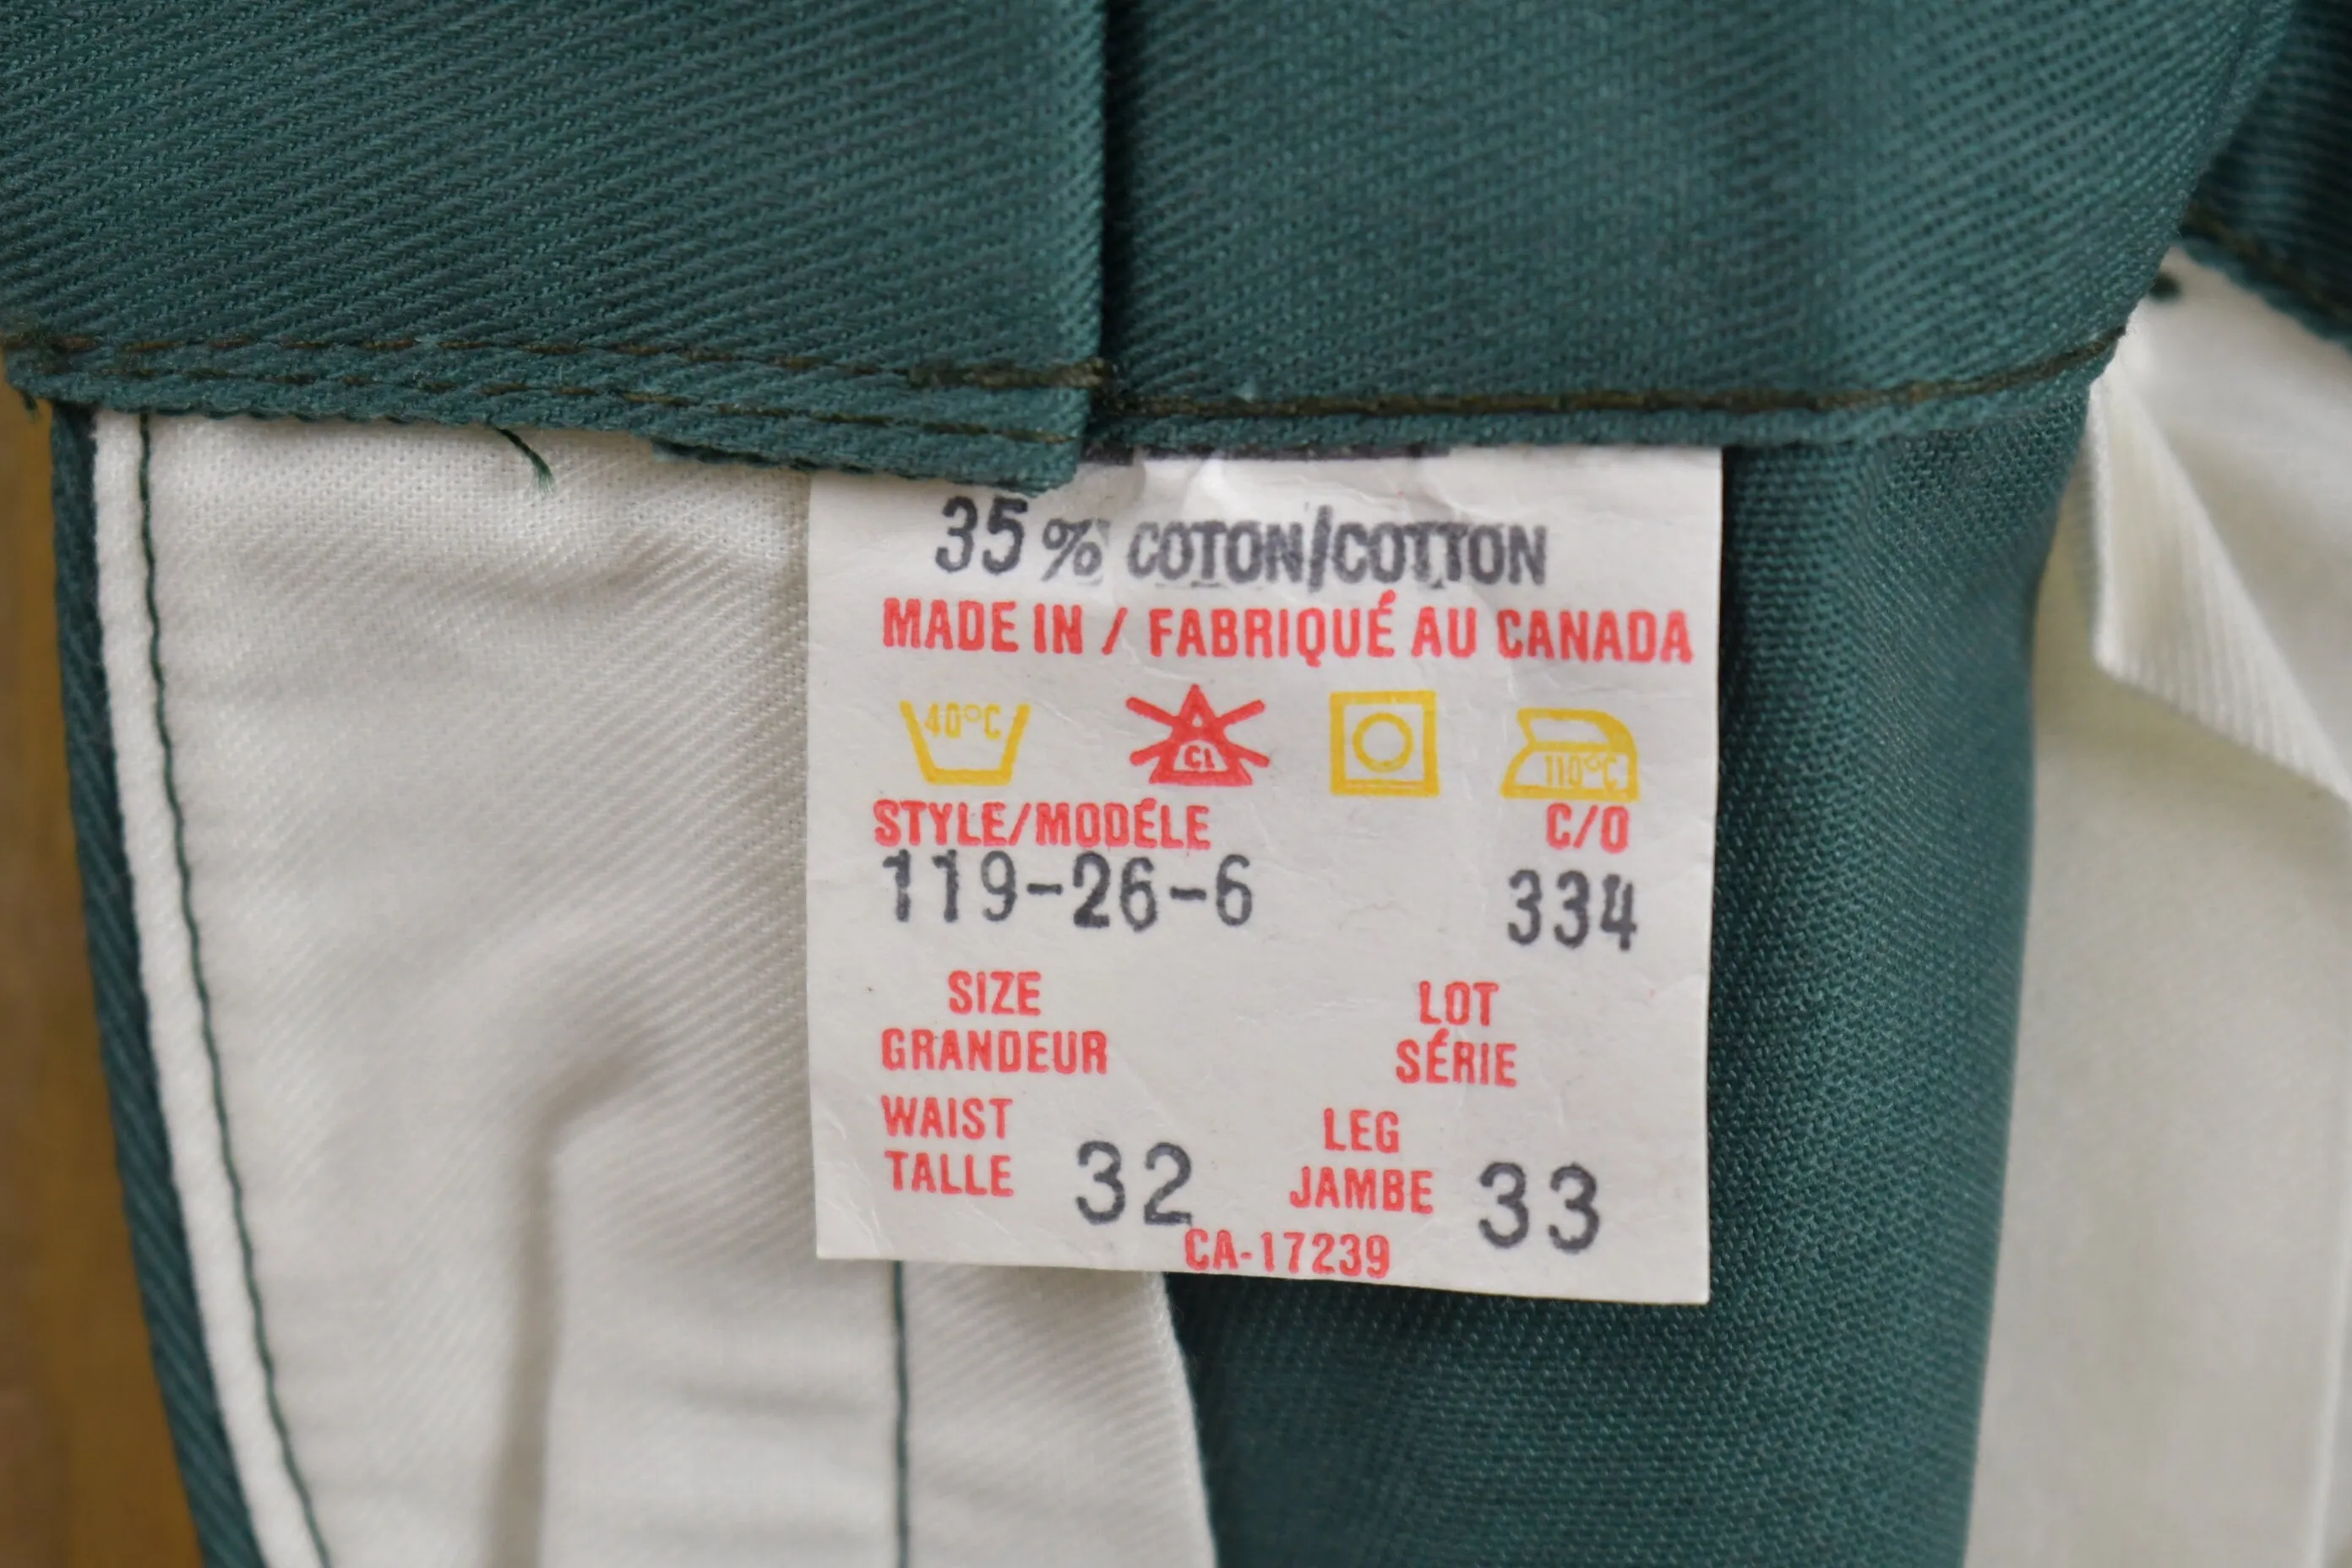 35% COTON/COTTON
MADE IN / FABRIQUÉ AU CANADA
40°C CL 110°C
STYLE/MODÉLE C/O
119-26-6 334
SIZE LOT
GRANDEUR SÉRIE
WAIST LEG
TALLE 32 JAMBE 33
CA-17239